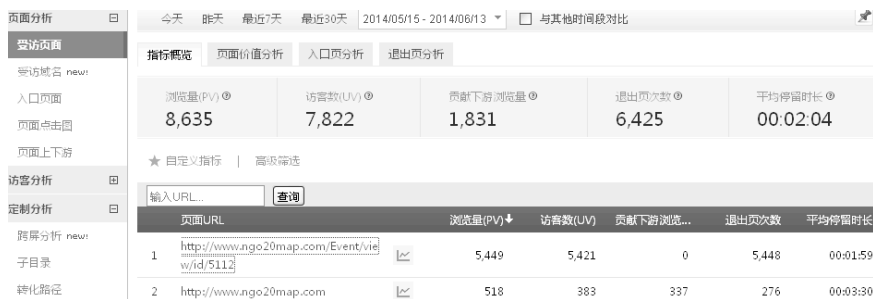 页面分析
受访页面
受访域名 new!
入口页面
页面点击图
页面上下游
访客分析
定制分析
跨屏分析 new!
子目录
转化路径
今天 昨天 最近7天 最近30天 2014/05/15 - 2014/06/13 与其他时间段对比
指标概览 页面价值分析 入口页分析 退出页分析
浏览量(PV) 访客数(UV) 贡献下游浏览量 退出页次数 平均停留时长
8,635 7,822 1,831 6,425 00:02:04
自定义指标 | 高级筛选
输入URL... 查询
页面URL 浏览量(PV) 访客数(UV) 贡献下游浏览... 退出页次数 平均停留时长
1 http://www.ngo20map.com/Event/vie 5,449 5,421 0 5,448 00:01:59
w/id/5112
2 http://www.ngo20map.com 518 383 337 276 00:03:30